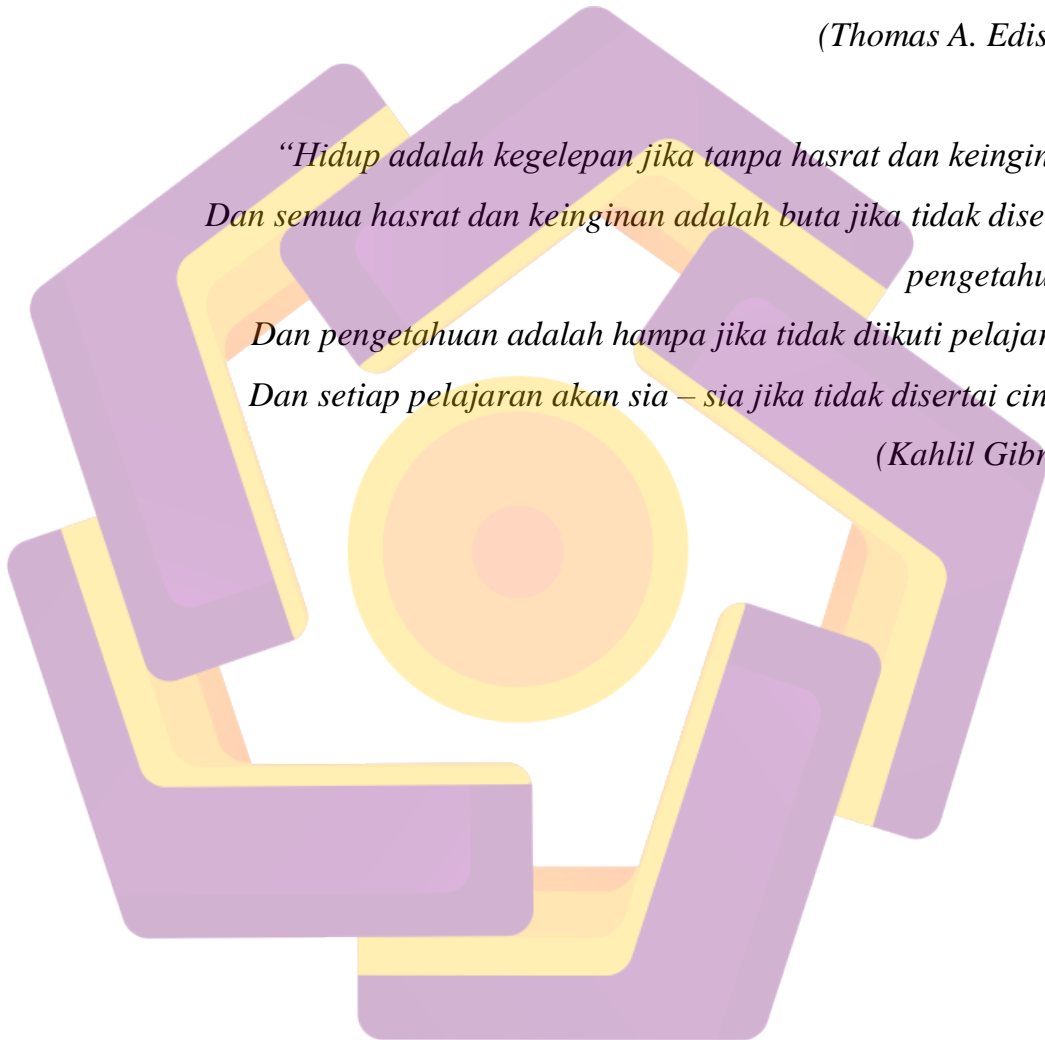 (Thomas A. Edis
“Hidup adalah kegelepan jika tanpa hasrat dan keingin
Dan semua hasrat dan keinginan adalah buta jika tidak dise
pengetahu
Dan pengetahuan adalah hampa jika tidak diikuti pelajar
Dan setiap pelajaran akan sia – sia jika tidak disertai cin
(Kahlil Gibr